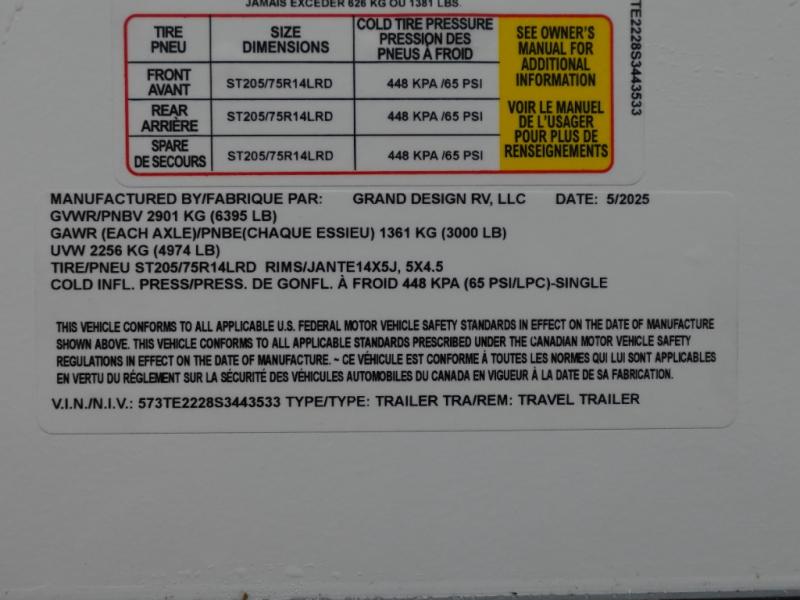 JAMAIS EXCÉDER 626 KG OU 1381 LBS.
TIRE PNEU
SIZE DIMENSIONS
COLD TIRE PRESSURE PRESSION DES PNEUS À FROID
SEE OWNER'S
MANUAL FOR
ADDITIONAL
INFORMATION
VOIR LE MANUEL
DE L'USAGER
POUR PLUS DE
RENSEIGNEMENTS
FRONT AVANT
ST205/75R14LRD
448 KPA /65 PSI
REAR ARRIÈRE
ST205/75R14LRD
448 KPA /65 PSI
SPARE DE SECOURS
ST205/75R14LRD
448 KPA /65 PSI
TE2228S3443533
MANUFACTURED BY/FABRIQUE PAR: GRAND DESIGN RV, LLC DATE: 5/2025
GVWR/PNBV 2901 KG (6395 LB)
GAWR (EACH AXLE)/PNBE(CHAQUE ESSIEU) 1361 KG (3000 LB)
UVW 2256 KG (4974 LB)
TIRE/PNEU ST205/75R14LRD RIMS/JANTE14X5J, 5X4.5
COLD INFL. PRESS/PRESS. DE GONFL. À FROID 448 KPA (65 PSI/LPC)-SINGLE
THIS VEHICLE CONFORMS TO ALL APPLICABLE U.S. FEDERAL MOTOR VEHICLE SAFETY STANDARDS IN EFFECT ON THE DATE OF MANUFACTURE
SHOWN ABOVE. THIS VEHICLE CONFORMS TO ALL APPLICABLE STANDARDS PRESCRIBED UNDER THE CANADIAN MOTOR VEHICLE SAFETY
REGULATIONS IN EFFECT ON THE DATE OF MANUFACTURE. ~ CE VÉHICULE EST CONFORME À TOUTES LES NORMES QUI LUI SONT APPLICABLES
EN VERTU DU RÉGLEMENT SUR LA SÉCURITÉ DES VÉHICULES AUTOMOBILES DU CANADA EN VIGUEUR À LA DATE DE SA FABRICATION.
V.I.N./N.I.V.: 573TE2228S3443533 TYPE/TYPE: TRAILER TRA/REM: TRAVEL TRAILER